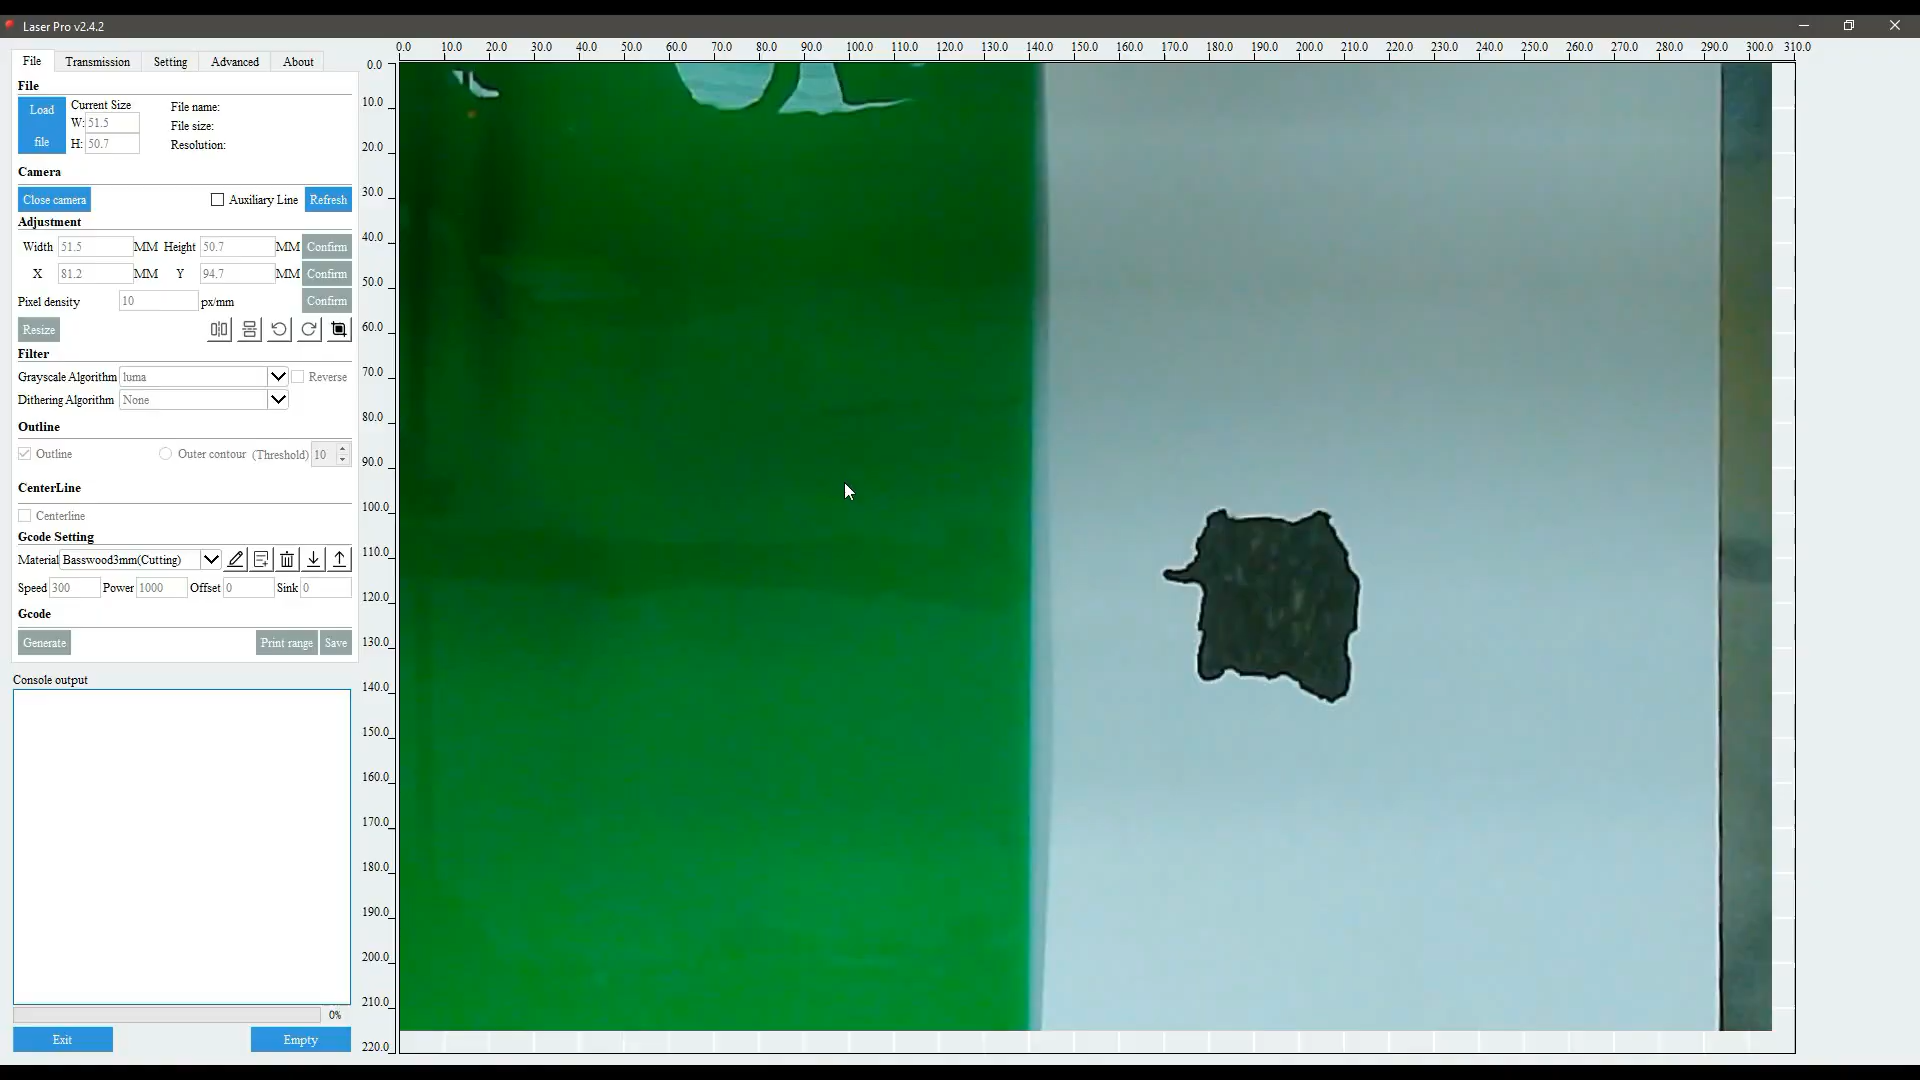 Laser Pro v2.4.2
File Transmission Setting Advanced About
File
Load file
Current Size
W: 51.5
H: 50.7
File name:
File size:
Resolution:
Camera
Close camera Auxiliary Line Refresh
Adjustment
Width 51.5 MM Height 50.7 MM Confirm
X 81.2 MM Y 94.7 MM Confirm
Pixel density 10 px/mm Confirm
Resize
Filter
Grayscale Algorithm luma Reverse
Dithering Algorithm None
Outline
Outline Outer contour (Threshold) 10
CenterLine
Centerline
Gcode Setting
Material Basswood3mm(Cutting)
Speed 300 Power 1000 Offset 0 Sink 0
Gcode
Generate Print range Save
Console output
0%
Exit Empty
0.0 10.0 20.0 30.0 40.0 50.0 60.0 70.0 80.0 90.0 100.0 110.0 120.0 130.0 140.0 150.0 160.0 170.0 180.0 190.0 200.0 210.0 220.0 230.0 240.0 250.0 260.0 270.0 280.0 290.0 300.0 310.0
0.0
10.0
20.0
30.0
40.0
50.0
60.0
70.0
80.0
90.0
100.0
110.0
120.0
130.0
140.0
150.0
160.0
170.0
180.0
190.0
200.0
210.0
220.0